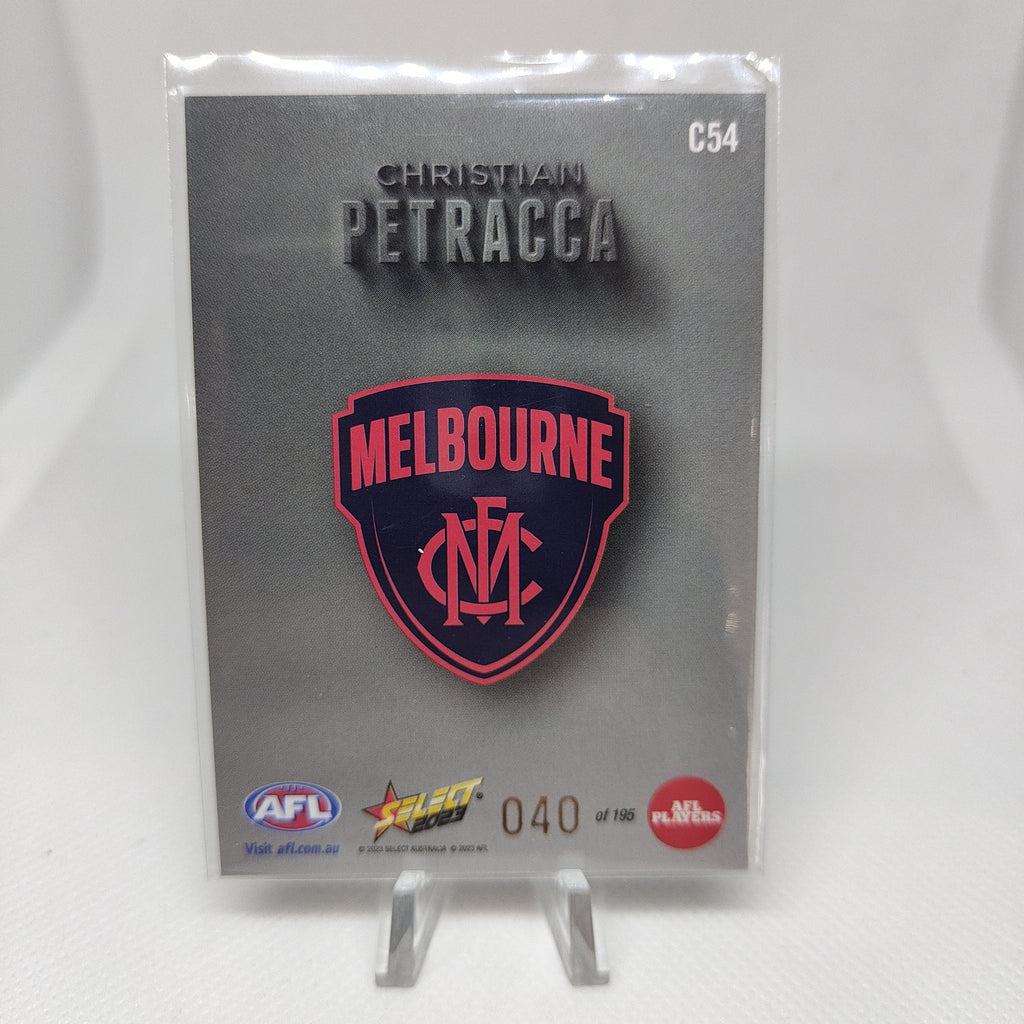 C54
CHRISTIAN
PETRACCA
MELBOURNE
MFC
AFL
Visit afl.com.au
SELECT
2023
© 2023 SELECT AUSTRALIA © 2023 AFL
040 of 195
AFL
PLAYERS